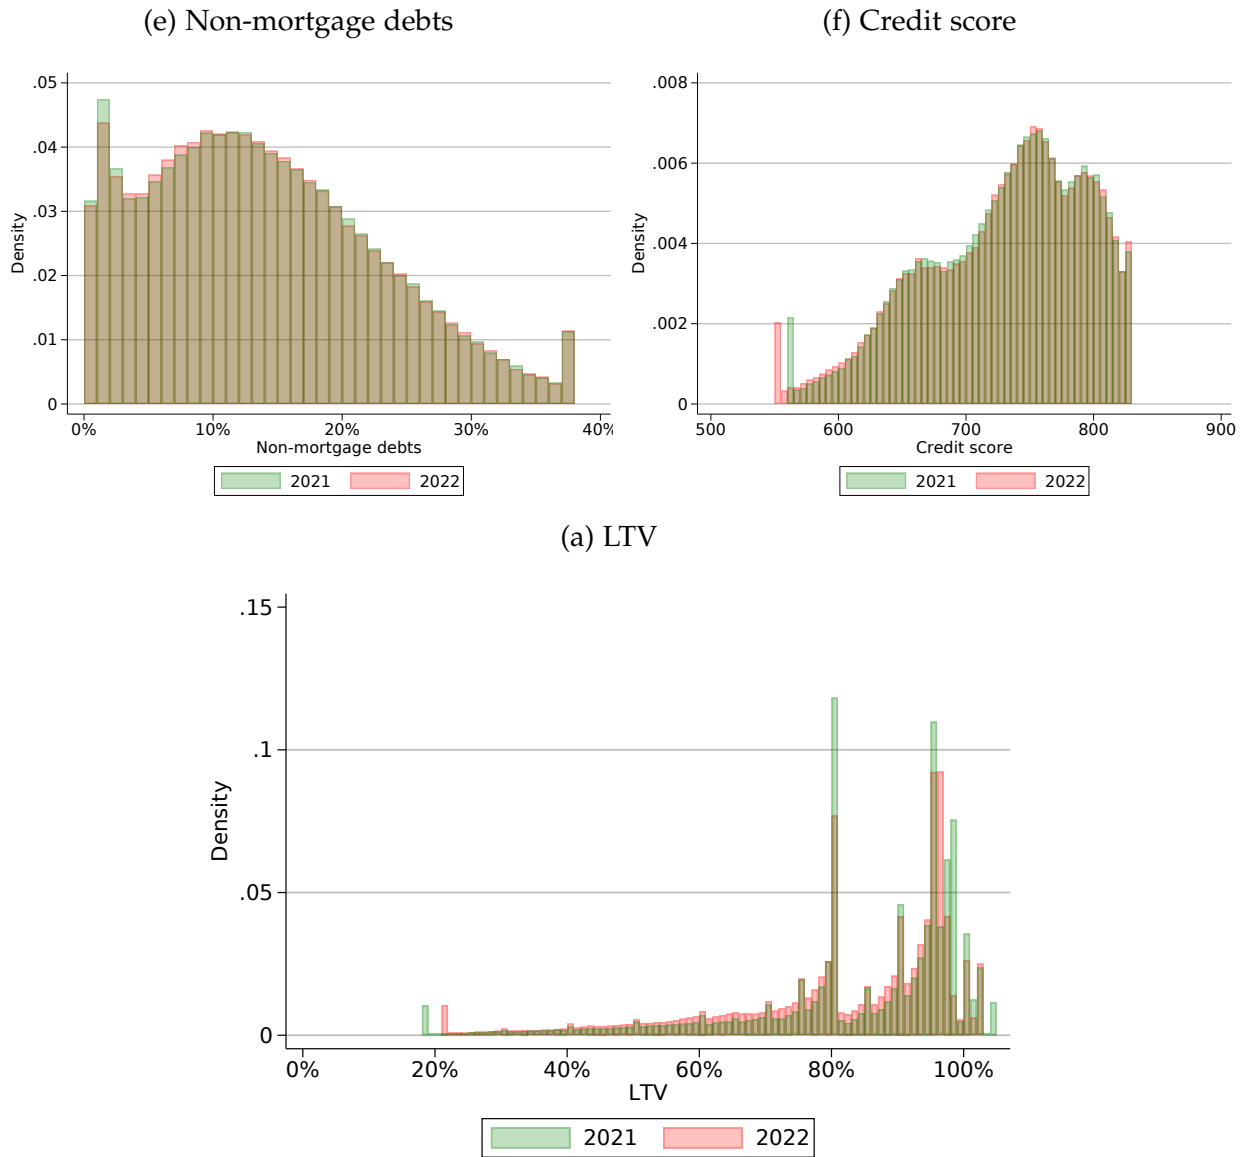 (e) Non-mortgage debts
.05
.04
.03
.02
.01
0
Density
0% 10% 20% 30% 40%
Non-mortgage debts
2021 2022
(f) Credit score
.008
.006
.004
.002
0
Density
500 600 700 800 900
Credit score
2021 2022
(a) LTV
.15
.1
.05
0
Density
0% 20% 40% 60% 80% 100%
LTV
2021 2022